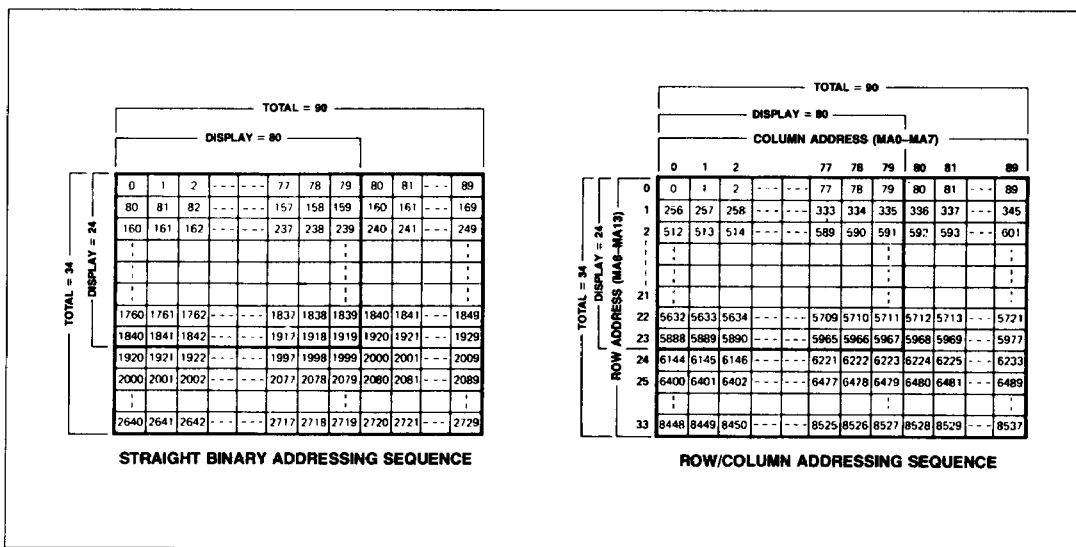 TOTAL = 90
DISPLAY = 80
TOTAL = 34
DISPLAY = 24
0 1 2 - - - - - - 77 78 79 80 81 - - - 89
80 81 82 - - - - - - 157 158 159 160 161 - - - 169
160 161 162 - - - - - - 237 238 239 240 241 - - - 249
1760 1761 1762 - - - - - - 1837 1838 1839 1840 1841 - - - 1849
1840 1841 1842 - - - - - - 1917 1918 1919 1920 1921 - - - 1929
1920 1921 1922 - - - - - - 1997 1998 1999 2000 2001 - - - 2009
2000 2001 2002 - - - - - - 2077 2078 2079 2080 2081 - - - 2089
2640 2641 2642 - - - - - - 2717 2718 2719 2720 2721 - - - 2729
STRAIGHT BINARY ADDRESSING SEQUENCE
TOTAL = 90
DISPLAY = 80
COLUMN ADDRESS (MA0–MA7)
0 1 2 77 78 79 80 81 89
TOTAL = 34
DISPLAY = 24
ROW ADDRESS (MA8–MA13)
0 0 1 2 - - - - - - 77 78 79 80 81 - - - 89
1 256 257 258 - - - - - - 333 334 335 336 337 - - - 345
2 512 513 514 - - - - - - 589 590 591 592 593 - - - 601
21
22 5632 5633 5634 - - - - - - 5709 5710 5711 5712 5713 - - - 5721
23 5888 5889 5890 - - - - - - 5965 5966 5967 5968 5969 - - - 5977
24 6144 6145 6146 - - - - - - 6221 6222 6223 6224 6225 - - - 6233
25 6400 6401 6402 - - - - - - 6477 6478 6479 6480 6481 - - - 6489
33 8448 8449 8450 - - - - - - 8525 8526 8527 8528 8529 - - - 8537
ROW/COLUMN ADDRESSING SEQUENCE